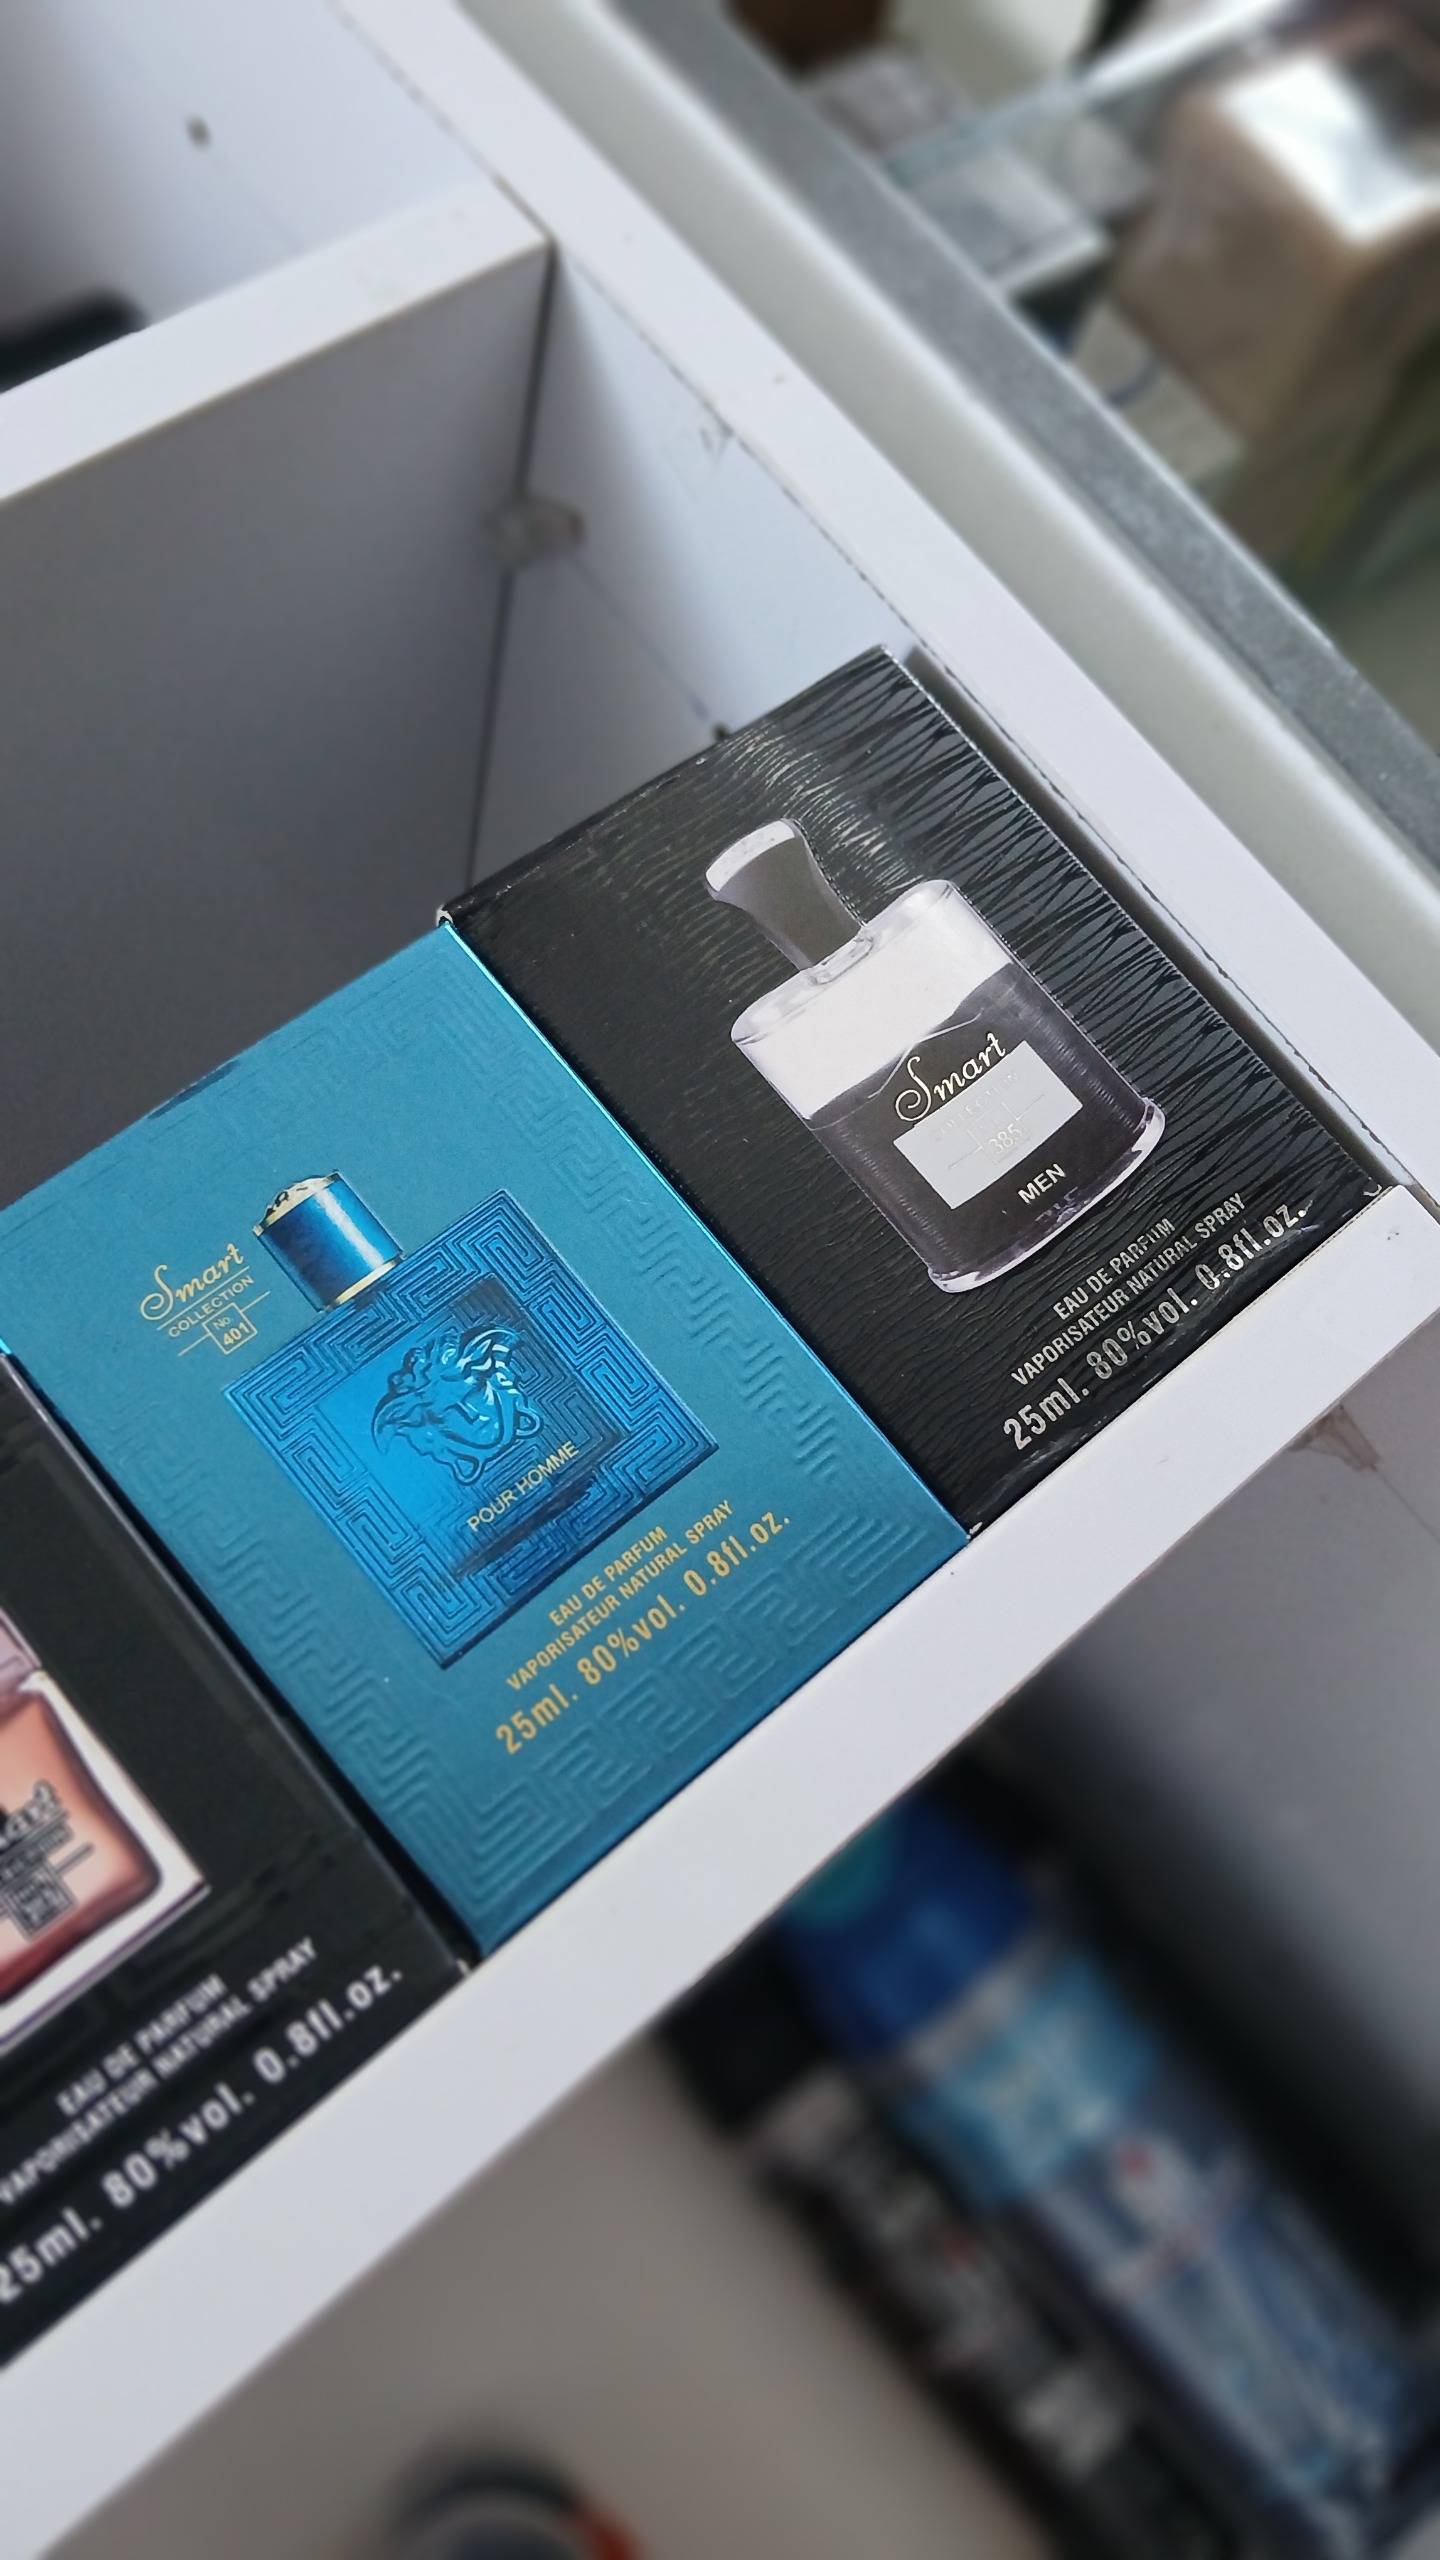 Smart
COLLECTION
385
MEN
EAU DE PARFUM
VAPORISATEUR NATURAL SPRAY
25ml. 80%vol. 0.8fl.oz.
Smart
COLLECTION
No.
401
POUR HOMME
EAU DE PARFUM
VAPORISATEUR NATURAL SPRAY
25ml. 80%vol. 0.8fl.oz.
EAU DE PARFUM
VAPORISATEUR NATURAL SPRAY
25ml. 80%vol. 0.8fl.oz.